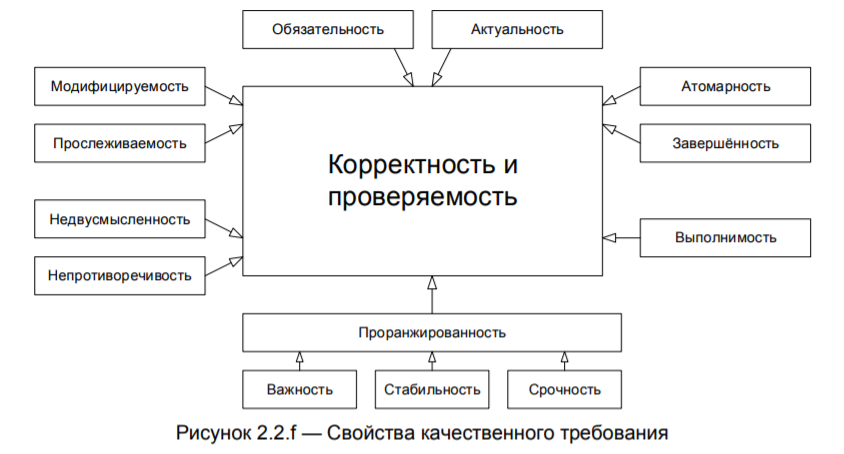 Обязательность
Актуальность
Модифицируемость
Атомарность
Прослеживаемость
Завершённость
Корректность и
проверяемость
Недвусмысленность
Выполнимость
Непротиворечивость
Проранжированность
Важность
Стабильность
Срочность
Рисунок 2.2.f — Свойства качественного требования